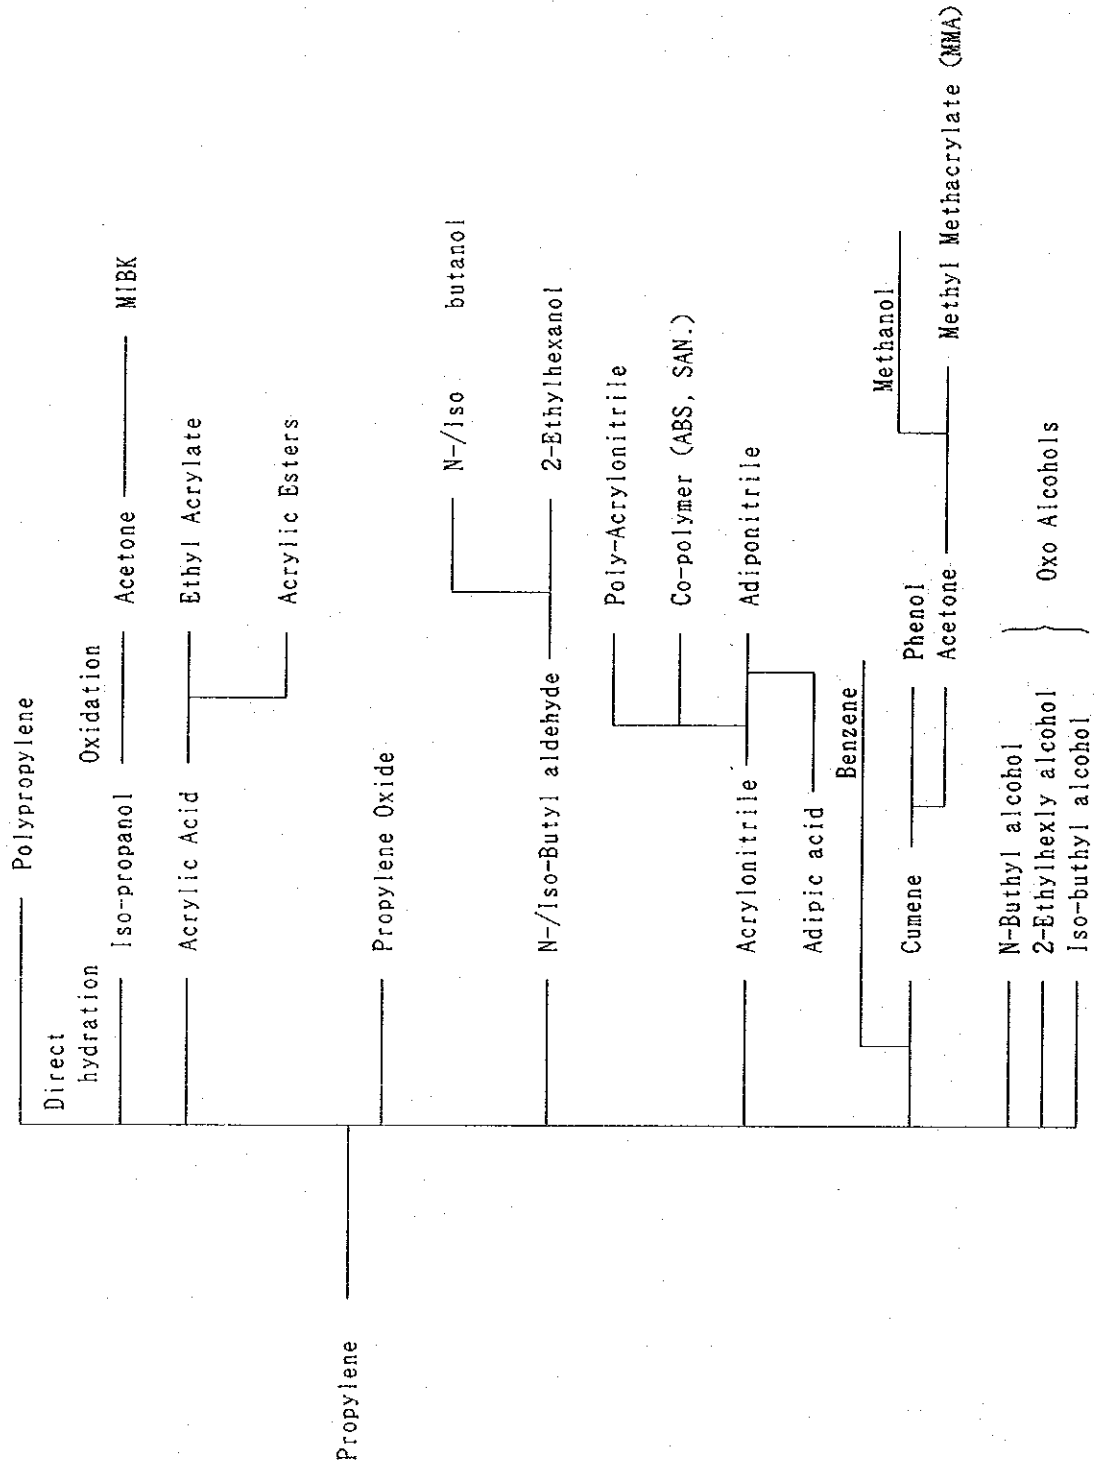 Propylene
Polypropylene
Direct
hydration
Iso-propanol
Oxidation
Acetone
MIBK
Acrylic Acid
Ethyl Acrylate
Acrylic Esters
Propylene Oxide
N-/Iso-Butyl aldehyde
N-/Iso butanol
2-Ethylhexanol
Acrylonitrile
Poly-Acrylonitrile
Co-polymer (ABS, SAN.)
Adiponitrile
Adipic acid
Benzene
Cumene
Phenol
Acetone
Methanol
Methyl Methacrylate (MMA)
N-Buthyl alcohol
2-Ethylhexly alcohol
Iso-buthyl alcohol
Oxo Alcohols